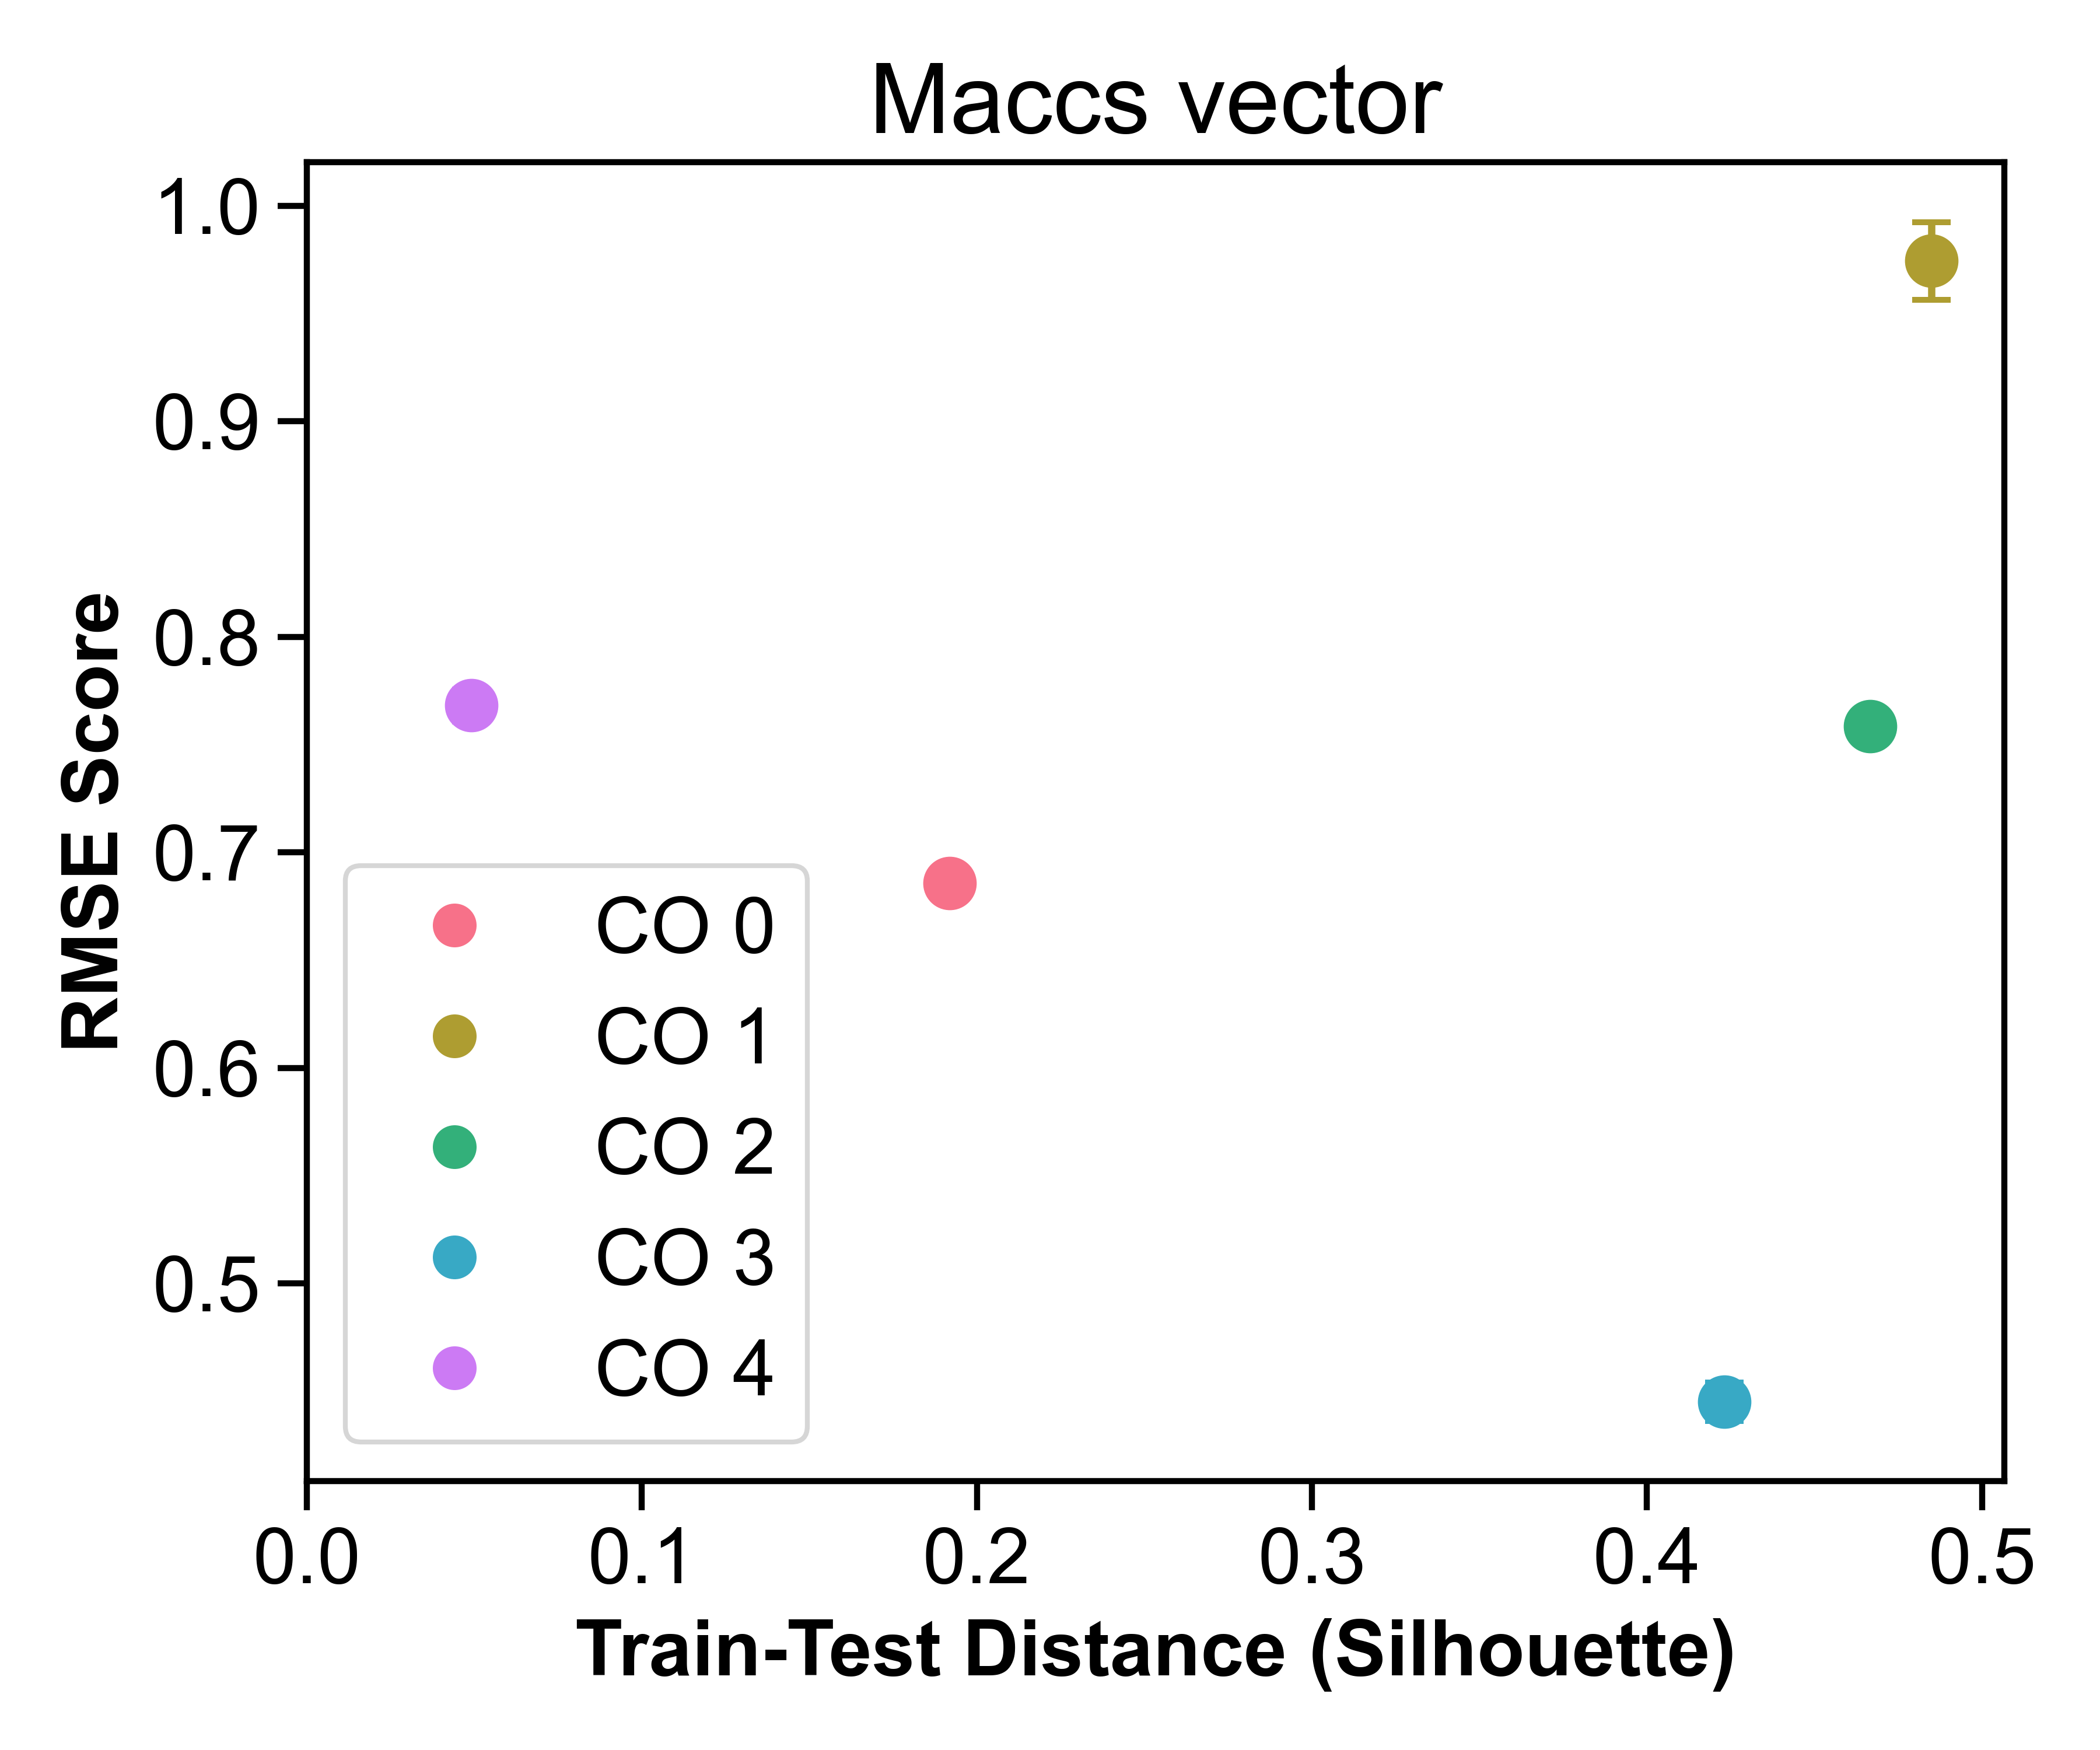 Maccs vector
1.0
0.9
0.8
0.7
0.6
0.5
RMSE Score
CO 0
CO 1
CO 2
CO 3
CO 4
0.0 0.1 0.2 0.3 0.4 0.5
Train-Test Distance (Silhouette)